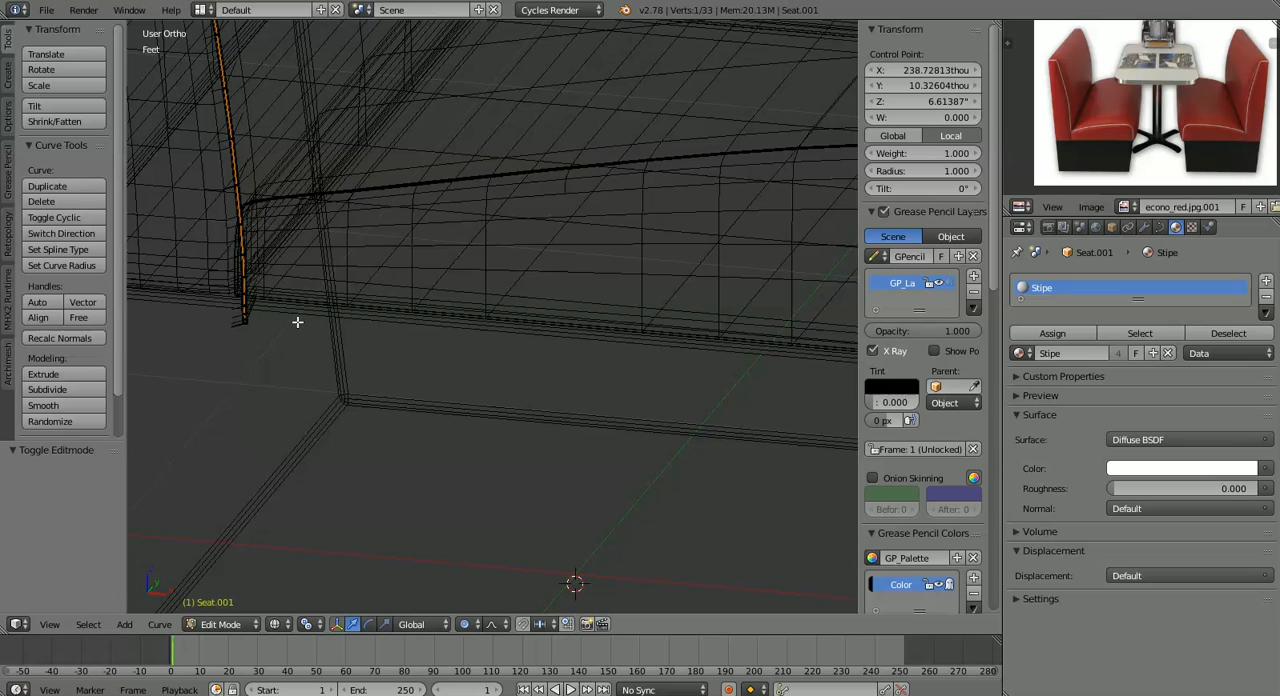 File Render Window Help Default Scene Cycles Render v2.78 | Verts:1/33 | Mem:20.13M | Seat.001
Tools
Create
Options
Grease Pencil
Retopology
MHX2 Runtime
Archimesh
Transform
Translate
Rotate
Scale
Tilt
Shrink/Fatten
Curve Tools
Curve:
Duplicate
Delete
Toggle Cyclic
Switch Direction
Set Spline Type
Set Curve Radius
Handles:
Auto Vector
Align Free
Recalc Normals
Modeling:
Extrude
Subdivide
Smooth
Randomize
Toggle Editmode
User Ortho
Feet
(1) Seat.001
Transform
Control Point:
X: 238.72813thou
Y: 10.32604thou
Z: 6.61387"
W: 0.000
Global Local
Weight: 1.000
Radius: 1.000
Tilt: 0°
Grease Pencil Layers
Scene Object
GPencil F
GP_La
Opacity: 1.000
X Ray Show Po
Tint Parent:
: 0.000 Object
0 px
Frame: 1 (Unlocked)
Onion Skinning
Befor: 0 After: 0
Grease Pencil Colors
GP_Palette
Color
View Image econo_red.jpg.001 F
Seat.001 Stipe
Stipe
Assign Select Deselect
Stipe 4 F Data
Custom Properties
Preview
Surface
Surface: Diffuse BSDF
Color:
Roughness: 0.000
Normal: Default
Volume
Displacement
Displacement: Default
Settings
View Select Add Curve Edit Mode Global
-50 -40 -30 -20 -10 0 10 20 30 40 50 60 70 80 90 100 110 120 130 140 150 160 170 180 190 200 210 220 230 240 250 260 270 280
View Marker Frame Playback Start: 1 End: 250 1 No Sync